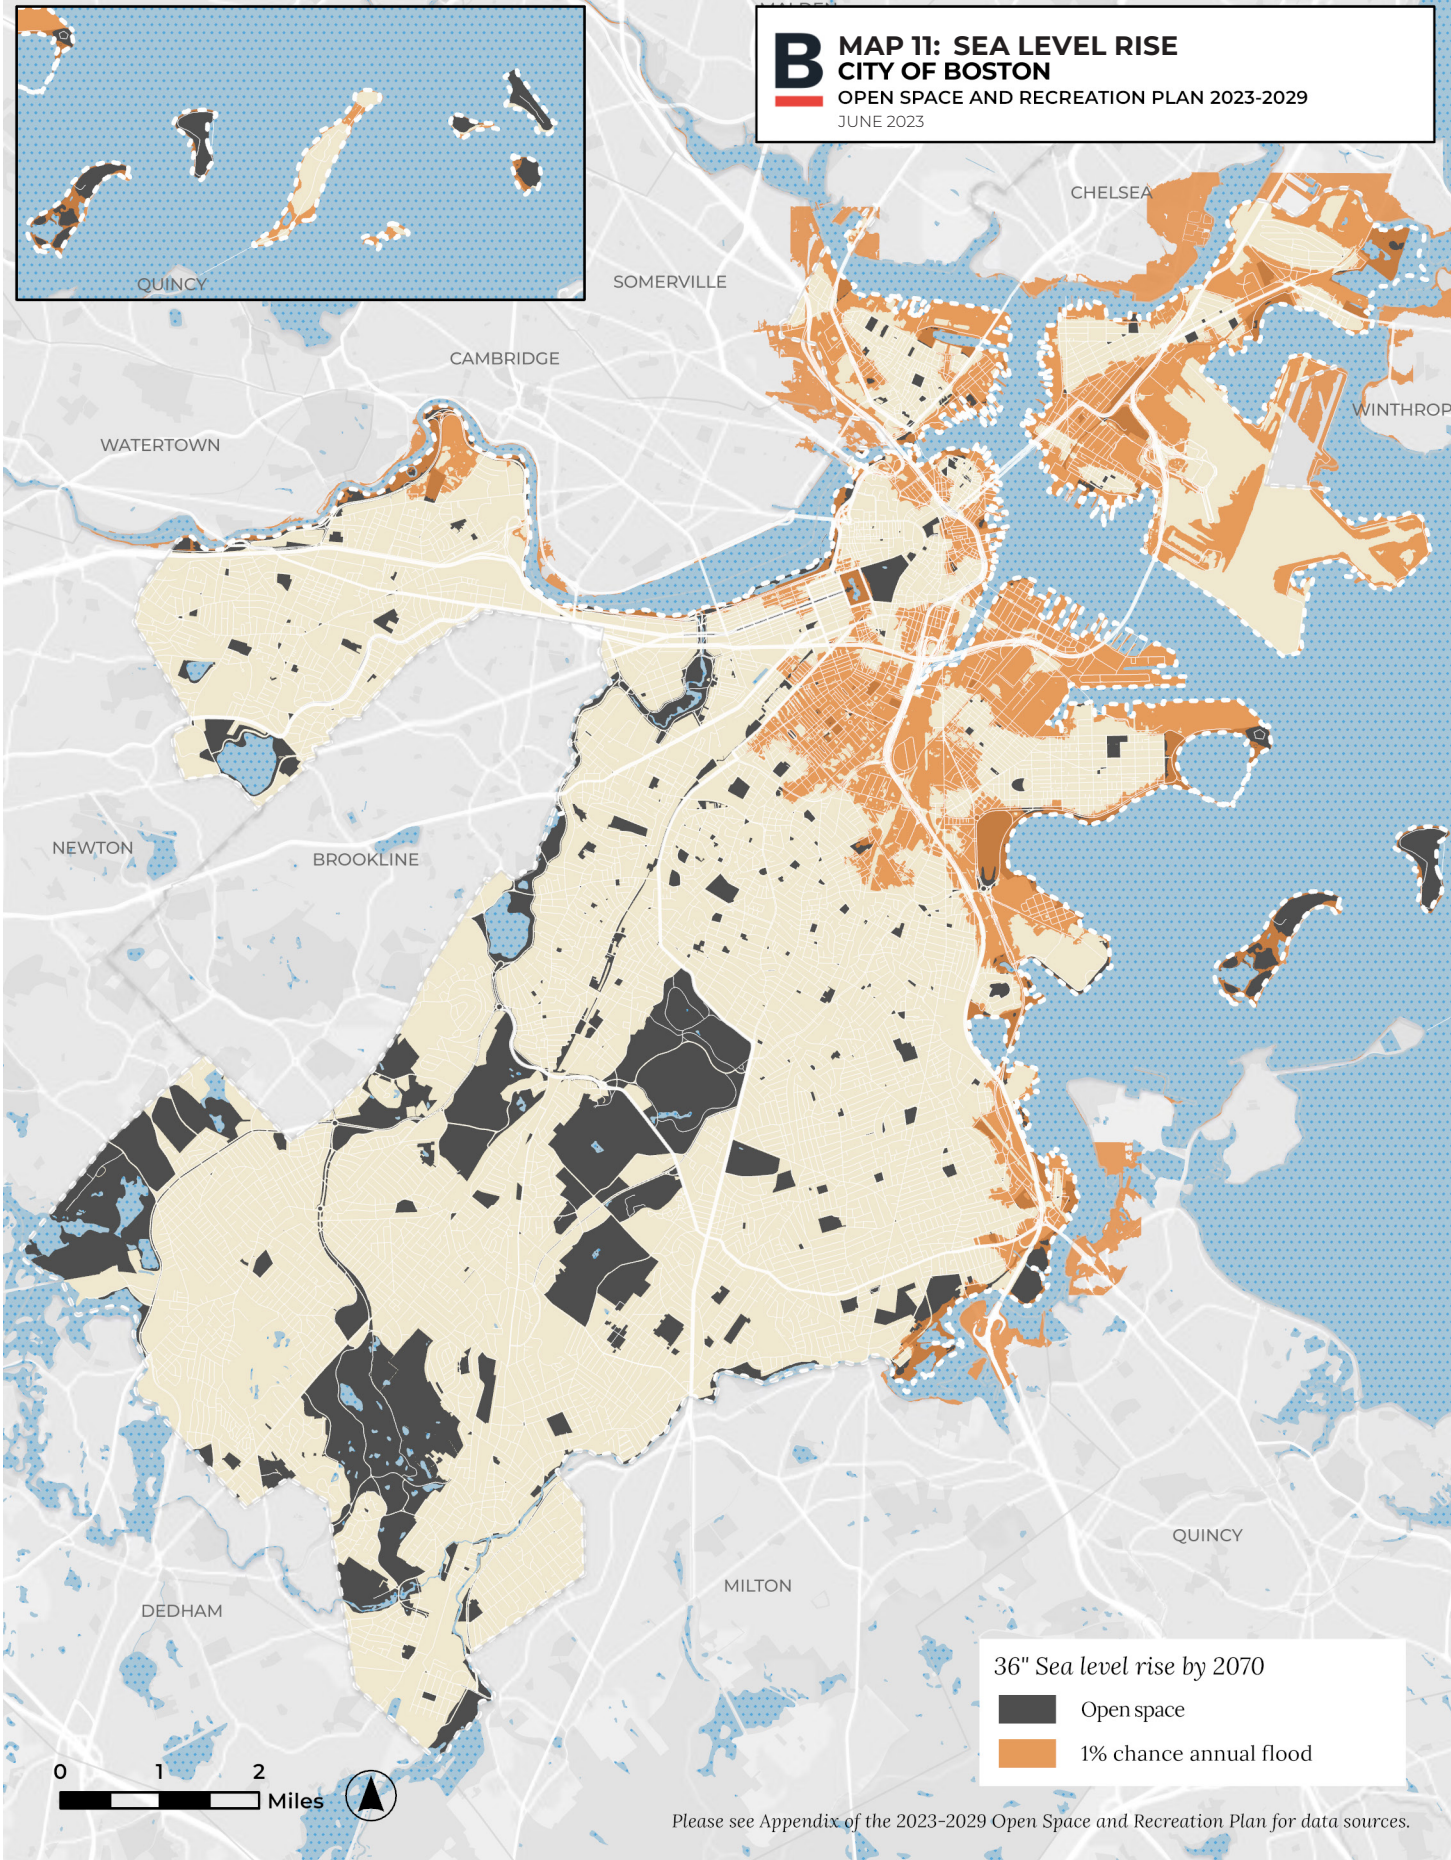 MALDEN
B
MAP 11: SEA LEVEL RISE
CITY OF BOSTON
OPEN SPACE AND RECREATION PLAN 2023-2029
JUNE 2023
CHELSEA
QUINCY
SOMERVILLE
CAMBRIDGE
WINTHROP
WATERTOWN
NEWTON
BROOKLINE
QUINCY
MILTON
DEDHAM
36" Sea level rise by 2070
Open space
1% chance annual flood
0 1 2
Miles
Please see Appendix of the 2023-2029 Open Space and Recreation Plan for data sources.